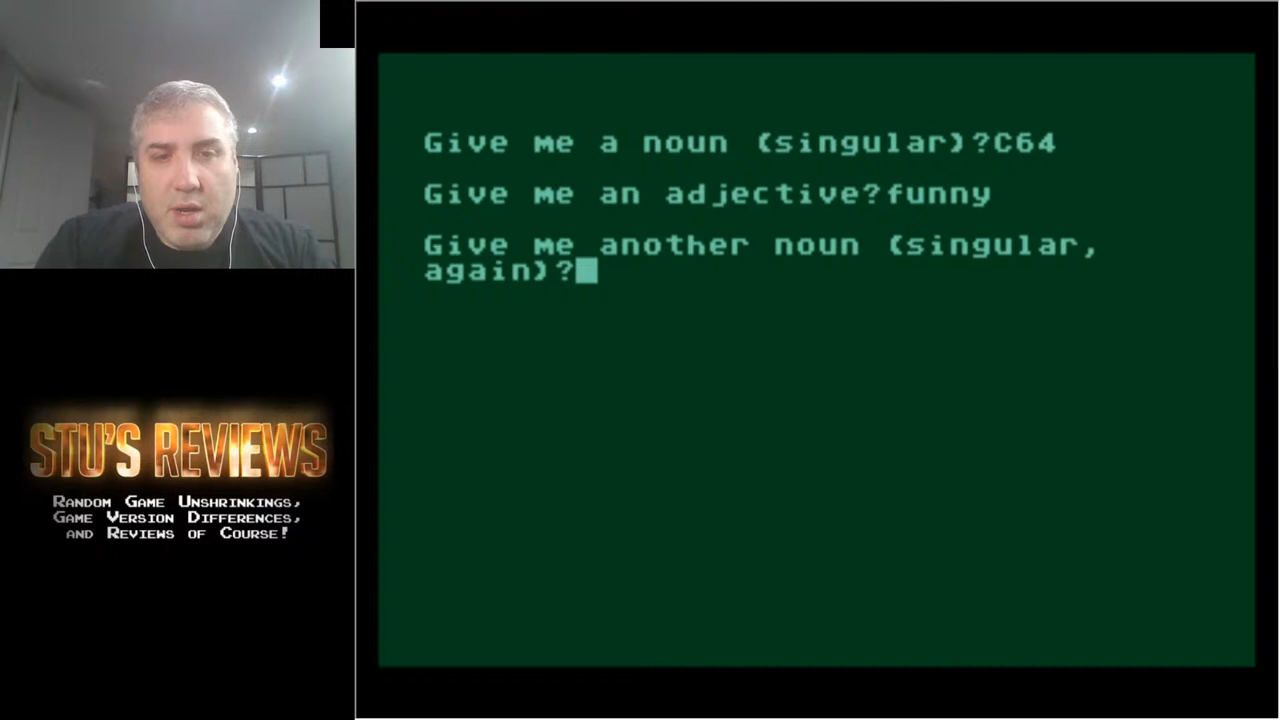 Give me a noun (singular)?C64
Give me an adjective?funny
Give me another noun (singular,
again)?
STU'S REVIEWS
RANDOM GAME UNSHRINKINGS,
GAME VERSION DIFFERENCES,
AND REVIEWS OF COURSE!